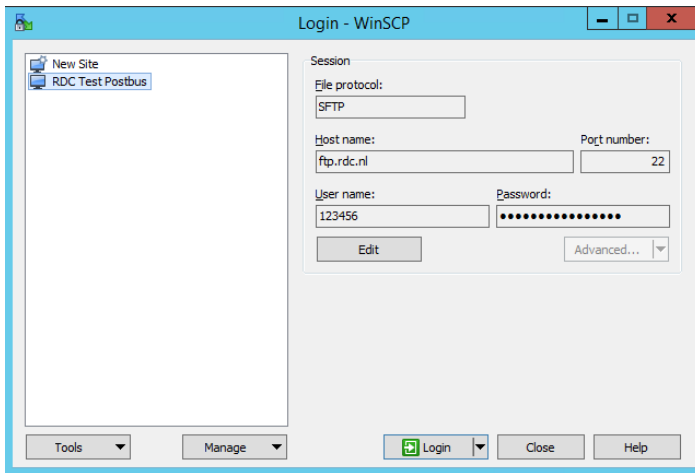 Login - WinSCP
New Site
RDC Test Postbus
Session
File protocol:
SFTP
Host name:
Port number:
ftp.rdc.nl
22
User name:
Password:
123456
••••••••••••••••
Edit
Advanced...
Tools
Manage
Login
Close
Help